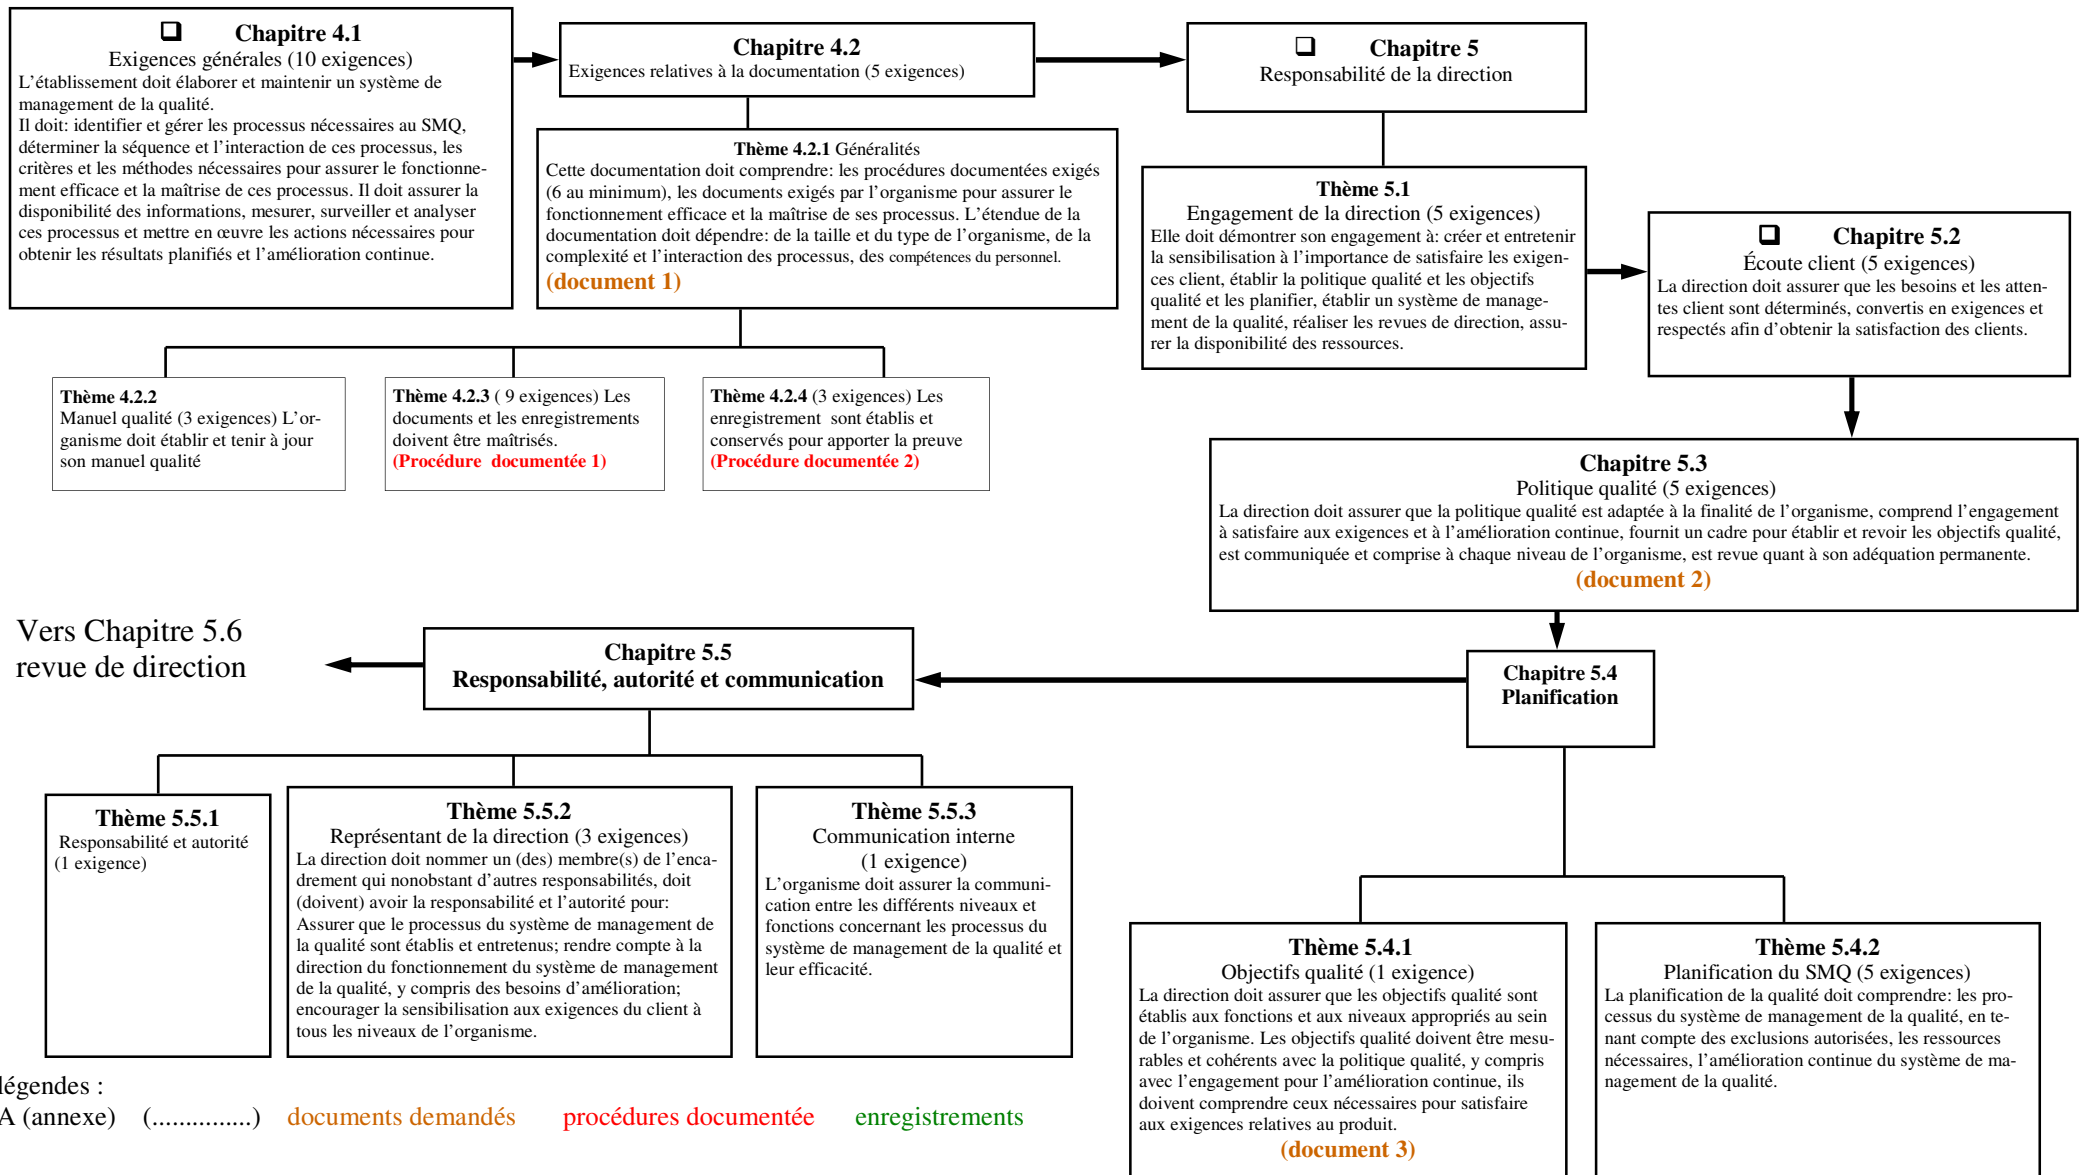 ❑ Chapitre 4.1
Exigences générales (10 exigences)
L'établissement doit élaborer et maintenir un système de
management de la qualité.
Il doit: identifier et gérer les processus nécessaires au SMQ,
déterminer la séquence et l'interaction de ces processus, les
critères et les méthodes nécessaires pour assurer le fonctionne-
ment efficace et la maîtrise de ces processus. Il doit assurer la
disponibilité des informations, mesurer, surveiller et analyser
ces processus et mettre en œuvre les actions nécessaires pour
obtenir les résultats planifiés et l'amélioration continue.
Chapitre 4.2
Exigences relatives à la documentation (5 exigences)
Thème 4.2.1 Généralités
Cette documentation doit comprendre: les procédures documentées exigés
(6 au minimum), les documents exigés par l'organisme pour assurer le
fonctionnement efficace et la maîtrise de ses processus. L'étendue de la
documentation doit dépendre: de la taille et du type de l'organisme, de la
complexité et l'interaction des processus, des compétences du personnel.
(document 1)
Thème 4.2.2
Manuel qualité (3 exigences) L'or-
ganisme doit établir et tenir à jour
son manuel qualité
Thème 4.2.3 ( 9 exigences) Les
documents et les enregistrements
doivent être maîtrisés.
(Procédure documentée 1)
Thème 4.2.4 (3 exigences) Les
enregistrement sont établis et
conservés pour apporter la preuve
(Procédure documentée 2)
❑ Chapitre 5
Responsabilité de la direction
Thème 5.1
Engagement de la direction (5 exigences)
Elle doit démontrer son engagement à: créer et entretenir
la sensibilisation à l'importance de satisfaire les exigen-
ces client, établir la politique qualité et les objectifs
qualité et les planifier, établir un système de manage-
ment de la qualité, réaliser les revues de direction, assu-
rer la disponibilité des ressources.
❑ Chapitre 5.2
Écoute client (5 exigences)
La direction doit assurer que les besoins et les atten-
tes client sont déterminés, convertis en exigences et
respectés afin d'obtenir la satisfaction des clients.
Chapitre 5.3
Politique qualité (5 exigences)
La direction doit assurer que la politique qualité est adaptée à la finalité de l'organisme, comprend l'engagement
à satisfaire aux exigences et à l'amélioration continue, fournit un cadre pour établir et revoir les objectifs qualité,
est communiquée et comprise à chaque niveau de l'organisme, est revue quant à son adéquation permanente.
(document 2)
Vers Chapitre 5.6
revue de direction
Chapitre 5.5
Responsabilité, autorité et communication
Chapitre 5.4
Planification
Thème 5.5.1
Responsabilité et autorité
(1 exigence)
Thème 5.5.2
Représentant de la direction (3 exigences)
La direction doit nommer un (des) membre(s) de l'enca-
drement qui nonobstant d'autres responsabilités, doit
(doivent) avoir la responsabilité et l'autorité pour:
Assurer que le processus du système de management de
la qualité sont établis et entretenus; rendre compte à la
direction du fonctionnement du système de management
de la qualité, y compris des besoins d'amélioration;
encourager la sensibilisation aux exigences du client à
tous les niveaux de l'organisme.
Thème 5.5.3
Communication interne
(1 exigence)
L'organisme doit assurer la communi-
cation entre les différents niveaux et
fonctions concernant les processus du
système de management de la qualité et
leur efficacité.
Thème 5.4.1
Objectifs qualité (1 exigence)
La direction doit assurer que les objectifs qualité sont
établis aux fonctions et aux niveaux appropriés au sein
de l'organisme. Les objectifs qualité doivent être mesu-
rables et cohérents avec la politique qualité, y compris
avec l'engagement pour l'amélioration continue, ils
doivent comprendre ceux nécessaires pour satisfaire
aux exigences relatives au produit.
(document 3)
Thème 5.4.2
Planification du SMQ (5 exigences)
La planification de la qualité doit comprendre: les pro-
cessus du système de management de la qualité, en te-
nant compte des exclusions autorisées, les ressources
nécessaires, l'amélioration continue du système de ma-
nagement de la qualité.
légendes :
A (annexe) (...............) documents demandés procédures documentée enregistrements